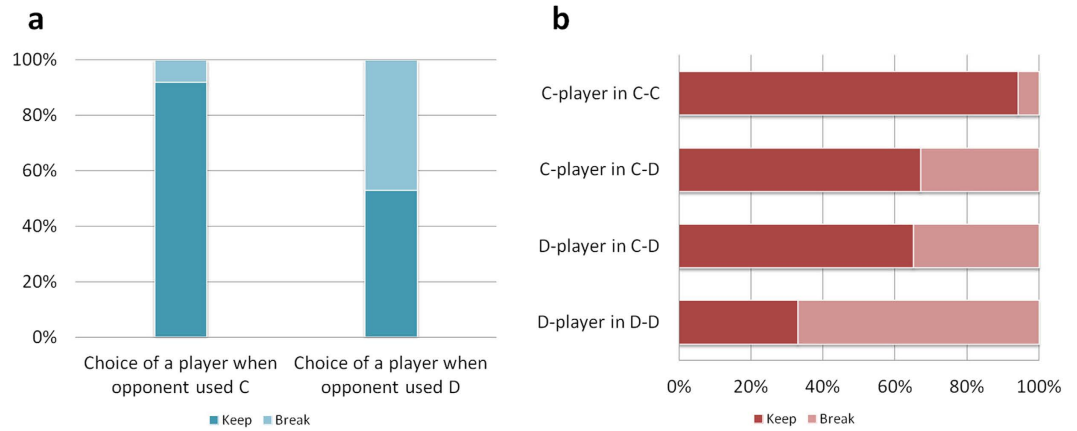 a
100%
80%
60%
40%
20%
0%
Choice of a player when
opponent used C
Choice of a player when
opponent used D
Keep Break
b
C-player in C-C
C-player in C-D
D-player in C-D
D-player in D-D
0% 20% 40% 60% 80% 100%
Keep Break